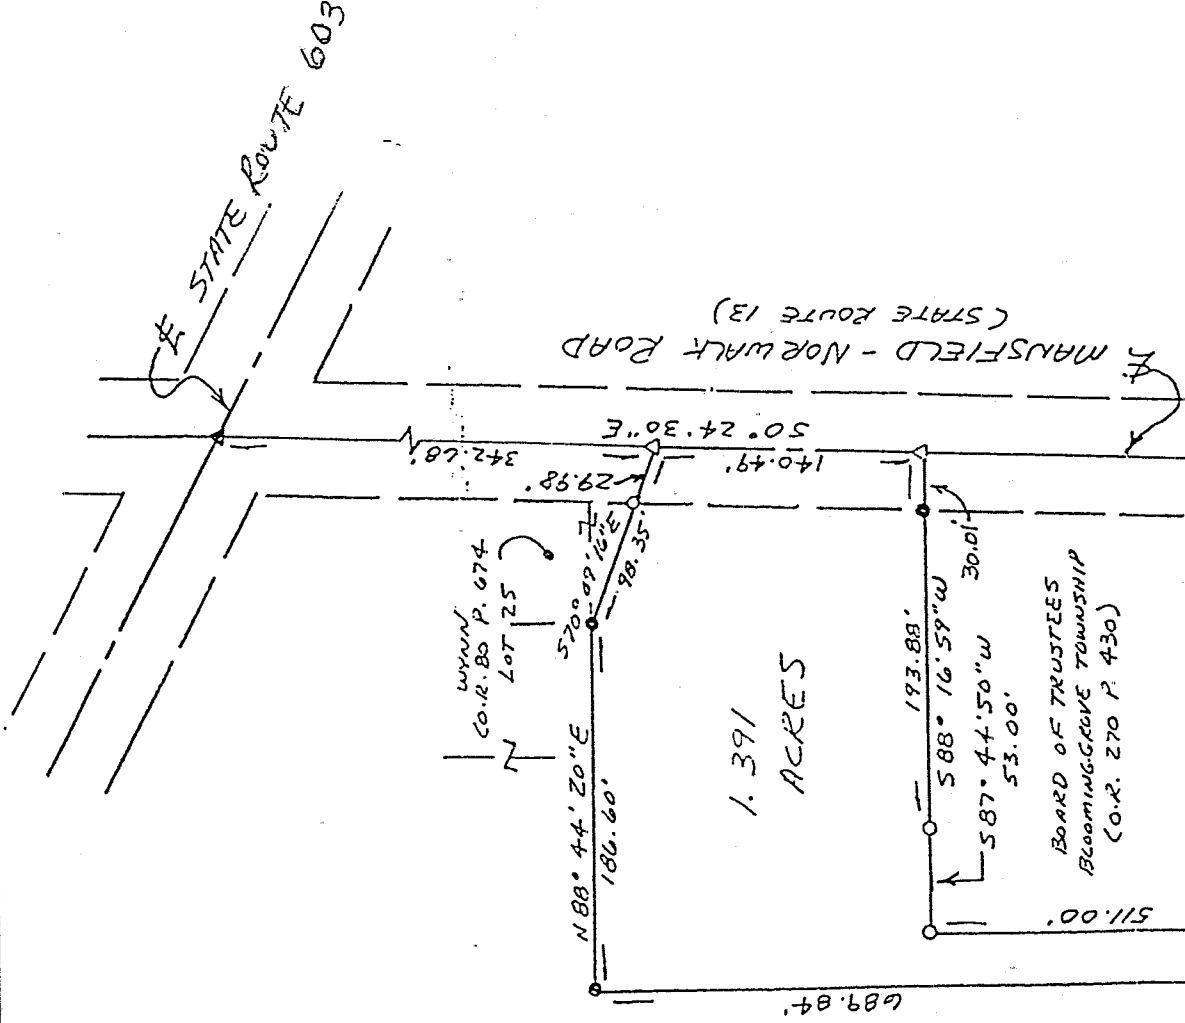 ℄ STATE ROUTE 603
℄ MANSFIELD - NORWALK ROAD
(STATE ROUTE 13)
S0° 24' 30"E
342.68'
140.49'
29.98'
S70° 09' 16"E
98.35'
WYNN
O.R. 80 P. 674
LOT 25
N 88° 44' 20"E
186.60'
1.391
ACRES
193.88'
S88° 16' 59"W
30.01'
S87° 44' 50"W
53.00'
BOARD OF TRUSTEES
BLOOMINGGROVE TOWNSHIP
(O.R. 270 P. 430)
511.00'
689.84'